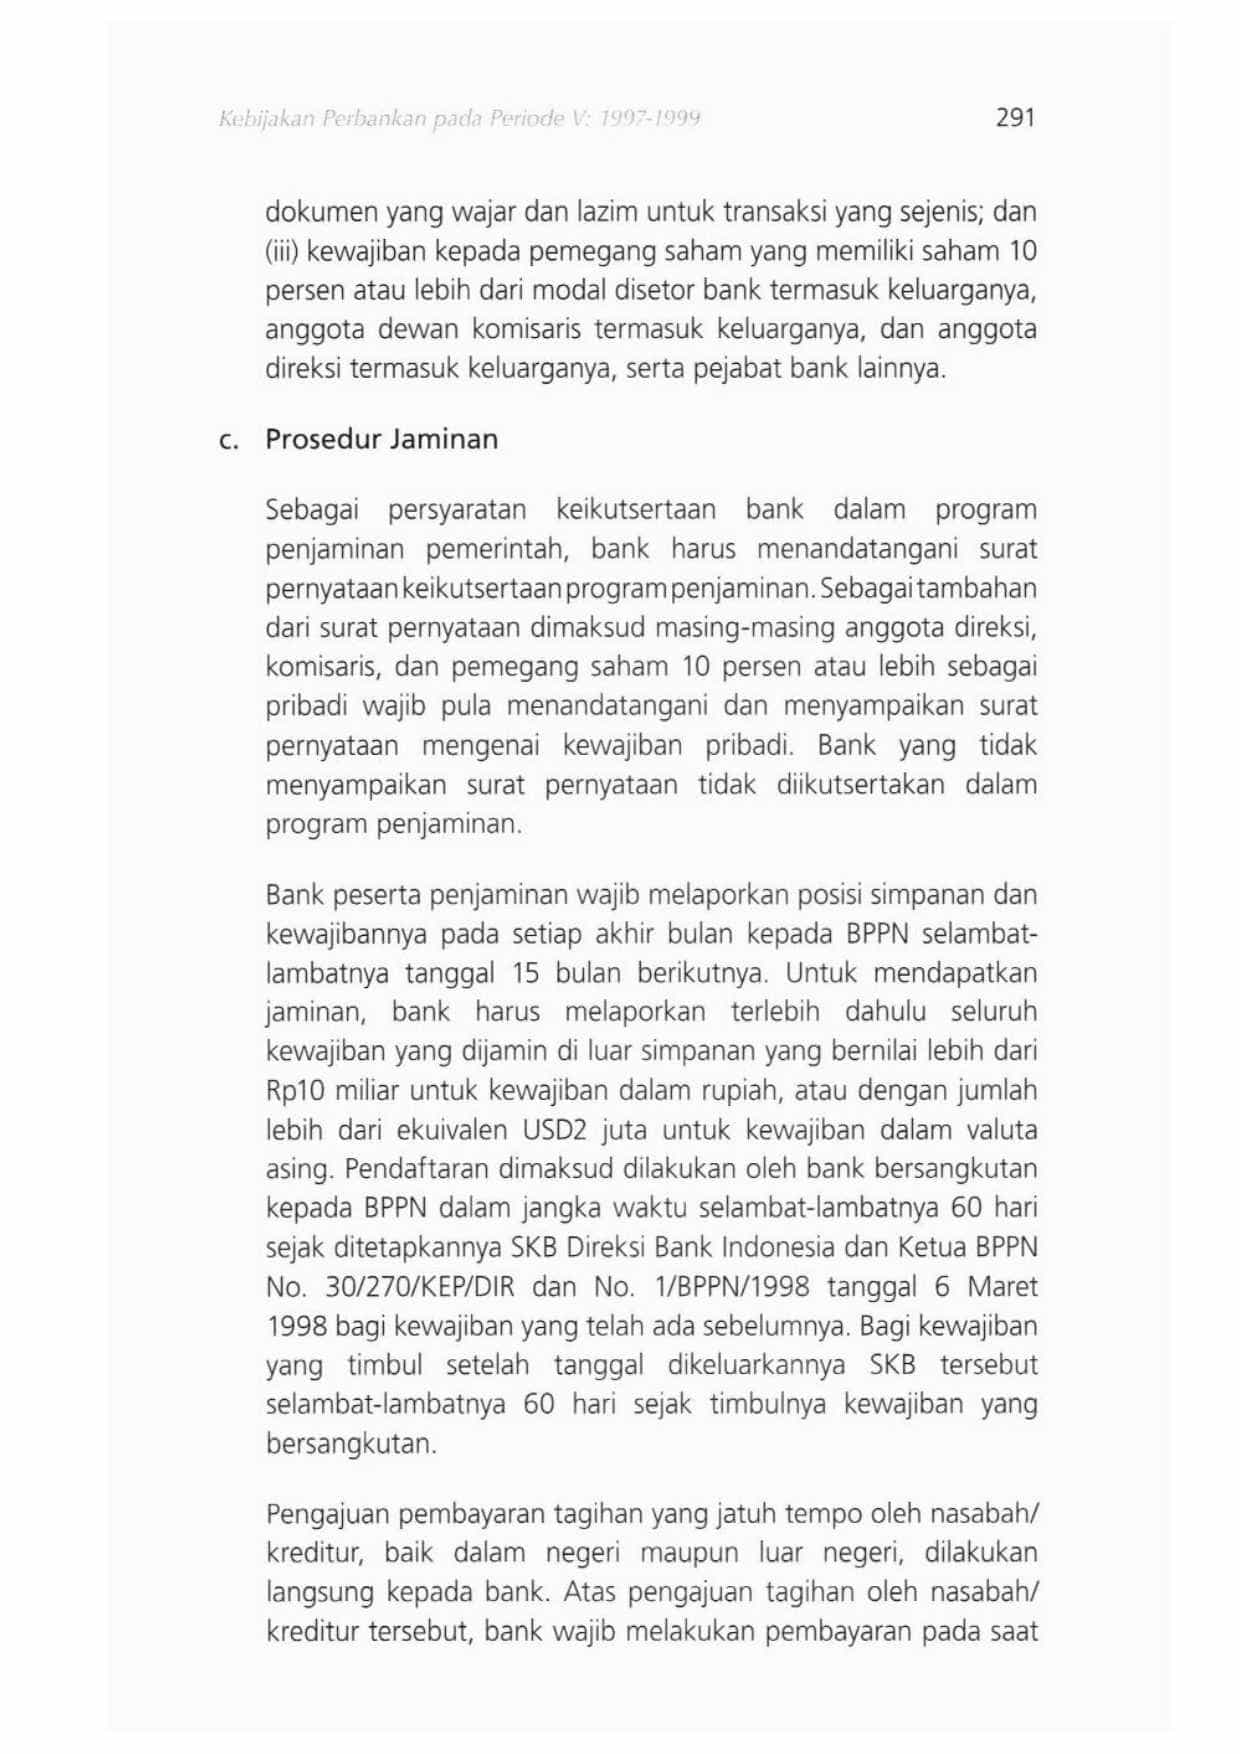 Kebijakan Perbankan pada Periode V: 1997-1999 291
dokumen yang wajar dan lazim untuk transaksi yang sejenis; dan
(iii) kewajiban kepada pemegang saham yang memiliki saham 10
persen atau lebih dari modal disetor bank termasuk keluarganya,
anggota dewan komisaris termasuk keluarganya, dan anggota
direksi termasuk keluarganya, serta pejabat bank lainnya.
c. Prosedur Jaminan
Sebagai persyaratan keikutsertaan bank dalam program
penjaminan pemerintah, bank harus menandatangani surat
pernyataan keikutsertaan program penjaminan. Sebagai tambahan
dari surat pernyataan dimaksud masing-masing anggota direksi,
komisaris, dan pemegang saham 10 persen atau lebih sebagai
pribadi wajib pula menandatangani dan menyampaikan surat
pernyataan mengenai kewajiban pribadi. Bank yang tidak
menyampaikan surat pernyataan tidak diikutsertakan dalam
program penjaminan.
Bank peserta penjaminan wajib melaporkan posisi simpanan dan
kewajibannya pada setiap akhir bulan kepada BPPN selambat-
lambatnya tanggal 15 bulan berikutnya. Untuk mendapatkan
jaminan, bank harus melaporkan terlebih dahulu seluruh
kewajiban yang dijamin di luar simpanan yang bernilai lebih dari
Rp10 miliar untuk kewajiban dalam rupiah, atau dengan jumlah
lebih dari ekuivalen USD2 juta untuk kewajiban dalam valuta
asing. Pendaftaran dimaksud dilakukan oleh bank bersangkutan
kepada BPPN dalam jangka waktu selambat-lambatnya 60 hari
sejak ditetapkannya SKB Direksi Bank Indonesia dan Ketua BPPN
No. 30/270/KEP/DIR dan No. 1/BPPN/1998 tanggal 6 Maret
1998 bagi kewajiban yang telah ada sebelumnya. Bagi kewajiban
yang timbul setelah tanggal dikeluarkannya SKB tersebut
selambat-lambatnya 60 hari sejak timbulnya kewajiban yang
bersangkutan.
Pengajuan pembayaran tagihan yang jatuh tempo oleh nasabah/
kreditur, baik dalam negeri maupun luar negeri, dilakukan
langsung kepada bank. Atas pengajuan tagihan oleh nasabah/
kreditur tersebut, bank wajib melakukan pembayaran pada saat